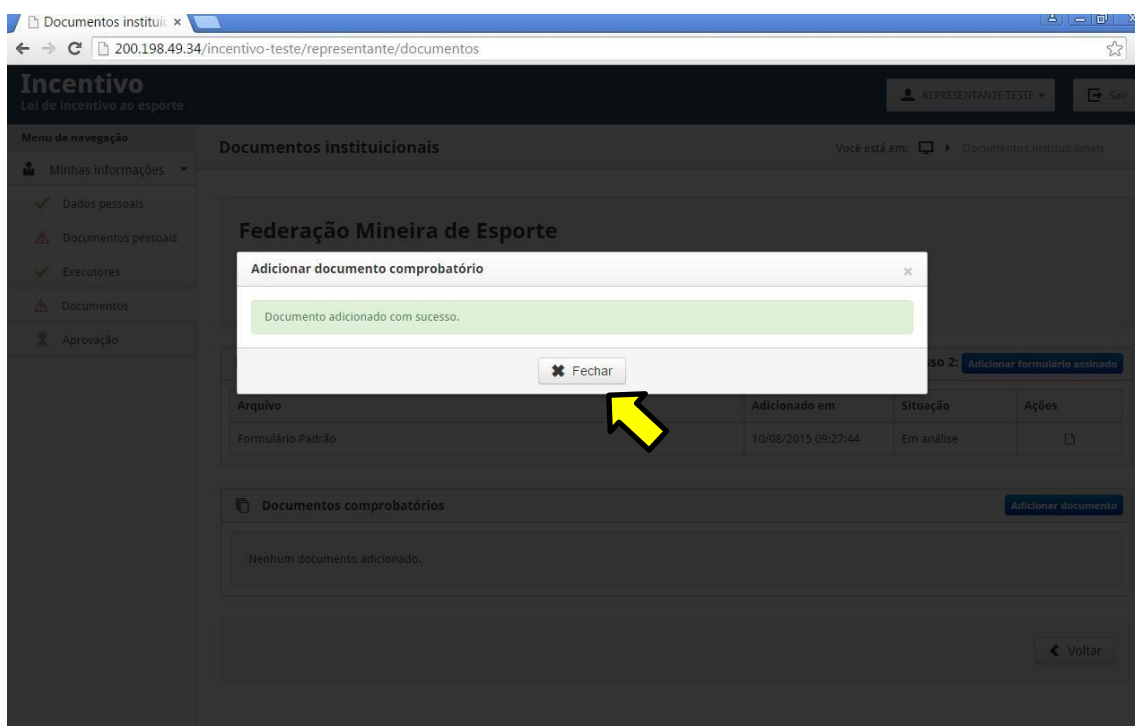 Documentos instituic
200.198.49.34/incentivo-teste/representante/documentos
Incentivo
Lei de incentivo ao esporte
REPRESENTANTE TESTE
Sair
Menu de navegação
Documentos instituicionais
Você está em: Documentos instituicionais
Minhas informações
Dados pessoais
Documentos pessoais
Executores
Documentos
Aprovação
Federação Mineira de Esporte
Adicionar documento comprobatório
Documento adicionado com sucesso.
Fechar
so 2: Adicionar formulário assinado
Arquivo Adicionado em Situação Ações
Formulário Padrão 10/08/2015 09:27:44 Em análise
Documentos comprobatórios Adicionar documento
Nenhum documento adicionado.
Voltar